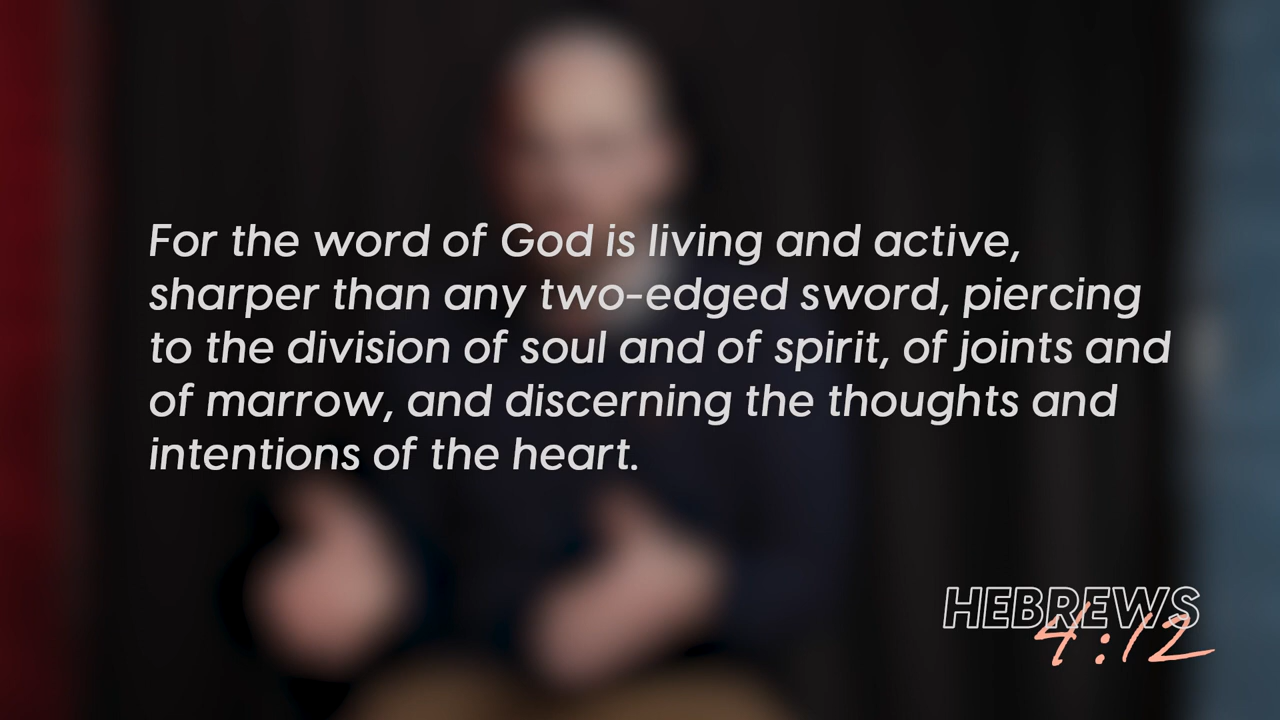 For the word of God is living and active,
sharper than any two-edged sword, piercing
to the division of soul and of spirit, of joints and
of marrow, and discerning the thoughts and
intentions of the heart.
HEBREWS
4:12